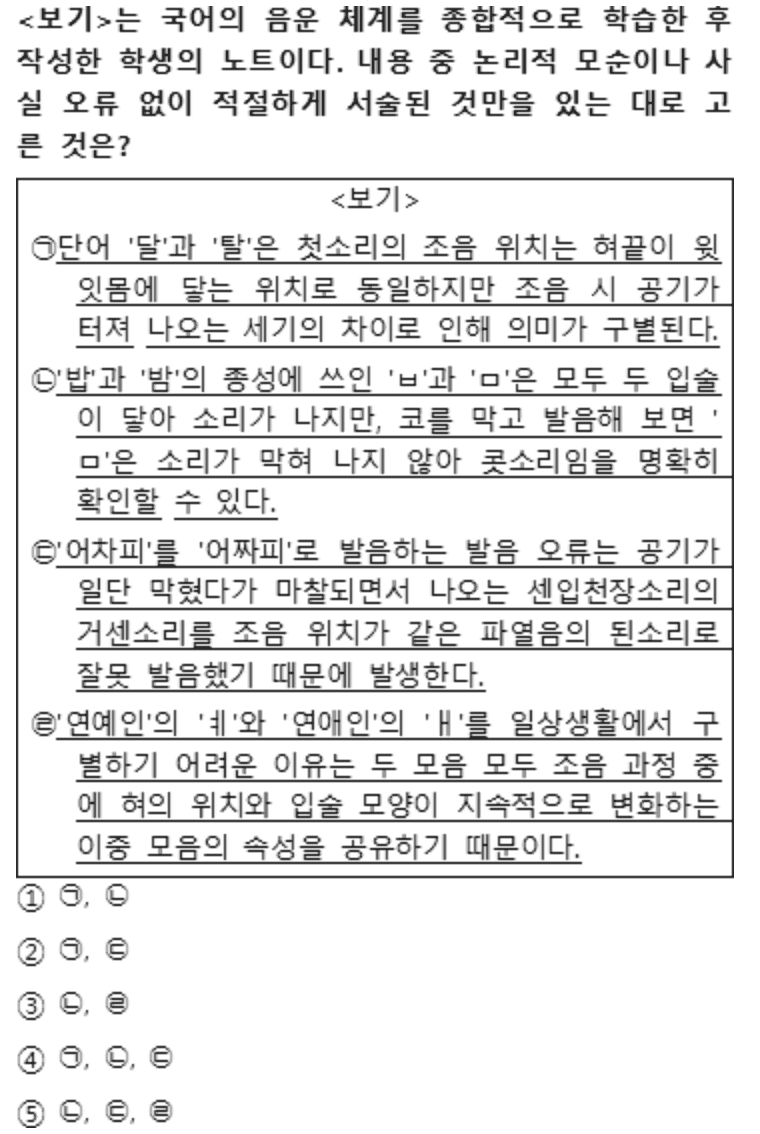 <보기>는 국어의 음운 체계를 종합적으로 학습한 후
작성한 학생의 노트이다. 내용 중 논리적 모순이나 사
실 오류 없이 적절하게 서술된 것만을 있는 대로 고
른 것은?
<보기>
㉠단어 '달'과 '탈'은 첫소리의 조음 위치는 혀끝이 윗
잇몸에 닿는 위치로 동일하지만 조음 시 공기가
터져 나오는 세기의 차이로 인해 의미가 구별된다.
㉡'밥'과 '밤'의 종성에 쓰인 'ㅂ'과 'ㅁ'은 모두 두 입술
이 닿아 소리가 나지만, 코를 막고 발음해 보면 '
ㅁ'은 소리가 막혀 나지 않아 콧소리임을 명확히
확인할 수 있다.
㉢'어차피'를 '어짜피'로 발음하는 발음 오류는 공기가
일단 막혔다가 마찰되면서 나오는 센입천장소리의
거센소리를 조음 위치가 같은 파열음의 된소리로
잘못 발음했기 때문에 발생한다.
㉣'연예인'의 'ㅖ'와 '연애인'의 'ㅐ'를 일상생활에서 구
별하기 어려운 이유는 두 모음 모두 조음 과정 중
에 혀의 위치와 입술 모양이 지속적으로 변화하는
이중 모음의 속성을 공유하기 때문이다.
① ㉠, ㉡
② ㉠, ㉢
③ ㉡, ㉣
④ ㉠, ㉡, ㉢
⑤ ㉡, ㉢, ㉣